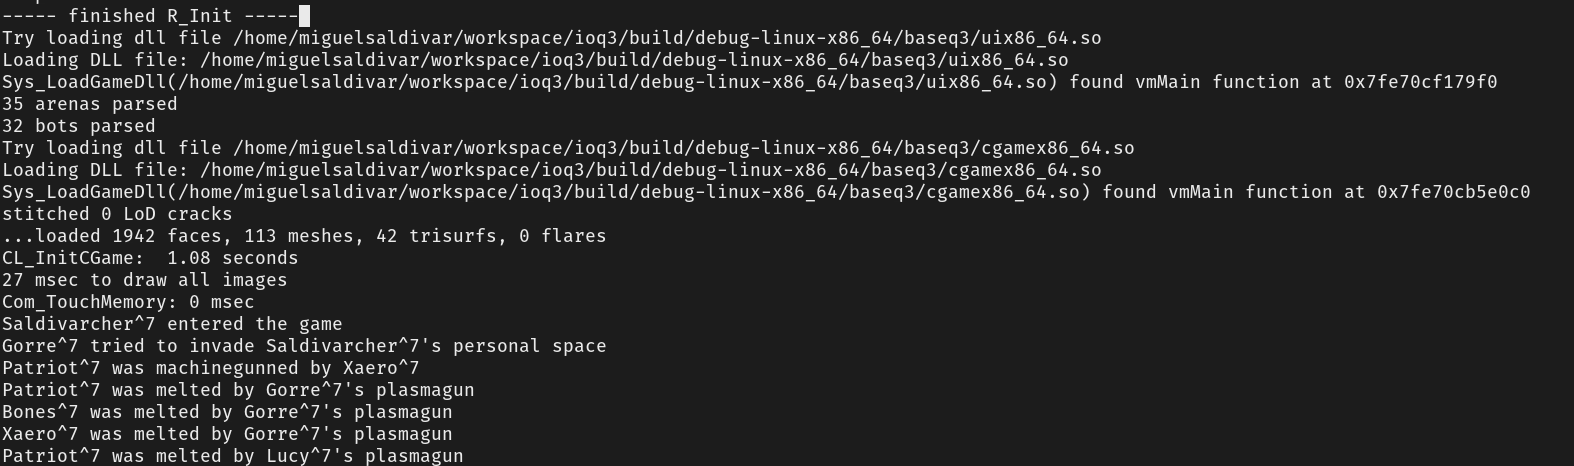 ----- finished R_Init -----
Try loading dll file /home/miguelsaldivar/workspace/ioq3/build/debug-linux-x86_64/baseq3/uix86_64.so
Loading DLL file: /home/miguelsaldivar/workspace/ioq3/build/debug-linux-x86_64/baseq3/uix86_64.so
Sys_LoadGameDll(/home/miguelsaldivar/workspace/ioq3/build/debug-linux-x86_64/baseq3/uix86_64.so) found vmMain function at 0x7fe70cf179f0
35 arenas parsed
32 bots parsed
Try loading dll file /home/miguelsaldivar/workspace/ioq3/build/debug-linux-x86_64/baseq3/cgamex86_64.so
Loading DLL file: /home/miguelsaldivar/workspace/ioq3/build/debug-linux-x86_64/baseq3/cgamex86_64.so
Sys_LoadGameDll(/home/miguelsaldivar/workspace/ioq3/build/debug-linux-x86_64/baseq3/cgamex86_64.so) found vmMain function at 0x7fe70cb5e0c0
stitched 0 LoD cracks
...loaded 1942 faces, 113 meshes, 42 trisurfs, 0 flares
CL_InitCGame:  1.08 seconds
27 msec to draw all images
Com_TouchMemory: 0 msec
Saldivarcher^7 entered the game
Gorre^7 tried to invade Saldivarcher^7's personal space
Patriot^7 was machinegunned by Xaero^7
Patriot^7 was melted by Gorre^7's plasmagun
Bones^7 was melted by Gorre^7's plasmagun
Xaero^7 was melted by Gorre^7's plasmagun
Patriot^7 was melted by Lucy^7's plasmagun